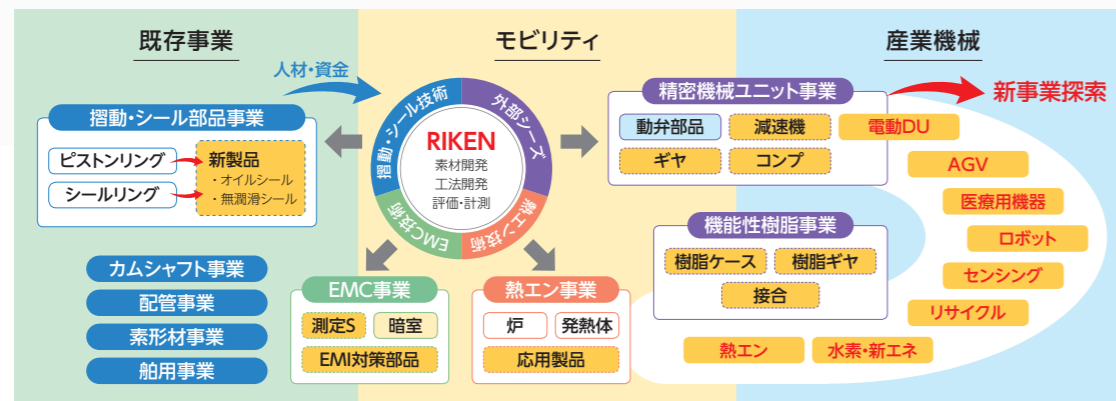 既存事業
モビリティ
産業機械
人材・資金
摺動・シール部品事業
ピストンリング
シールリング
新製品
・オイルシール
・無潤滑シール
カムシャフト事業
配管事業
素形材事業
舶用事業
摺動・シール技術
外部シーズ
熱エン技術
EMC技術
RIKEN
素材開発
工法開発
評価・計測
EMC事業
測定S
暗室
EMI対策部品
熱エン事業
炉
発熱体
応用製品
精密機械ユニット事業
動弁部品
減速機
ギヤ
コンプ
機能性樹脂事業
樹脂ケース
樹脂ギヤ
接合
新事業探索
電動DU
AGV
医療用機器
ロボット
センシング
リサイクル
熱エン
水素・新エネ